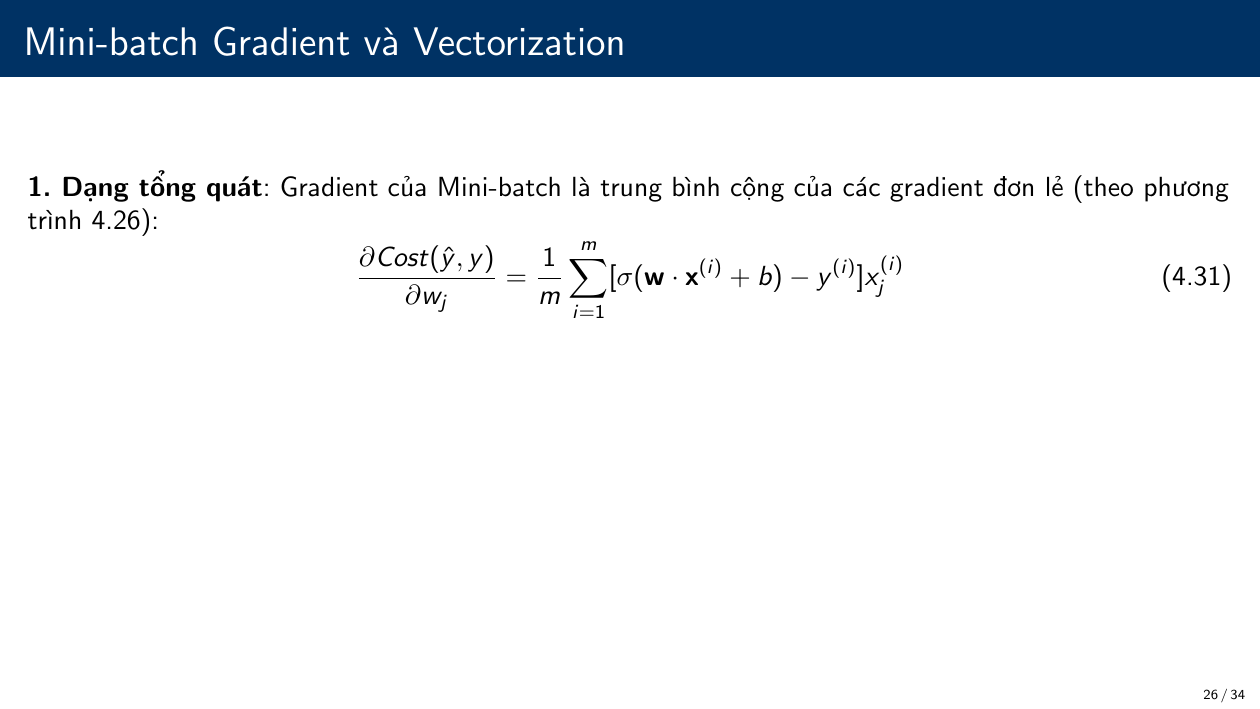 Mini-batch Gradient và Vectorization
1. Dạng tổng quát: Gradient của Mini-batch là trung bình cộng của các gradient đơn lẻ (theo phương
trình 4.26):
∂Cost(ŷ, y)/∂w_j = 1/m ∑_{i=1}^{m} [σ(w · x^{(i)} + b) − y^{(i)}]x_j^{(i)} (4.31)
26 / 34